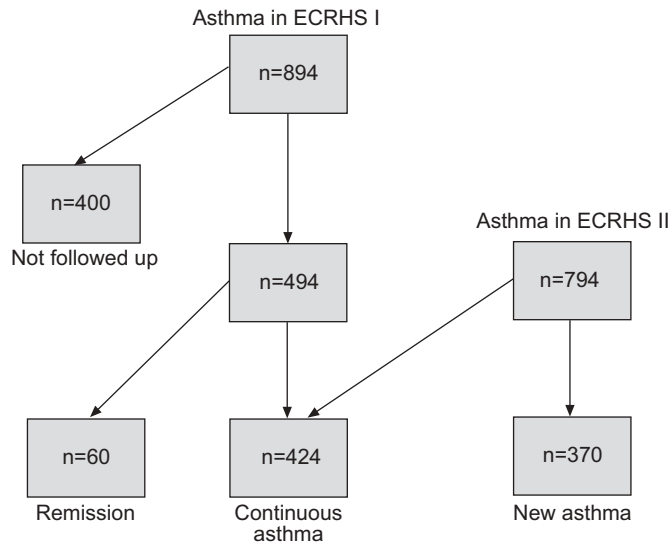 Asthma in ECRHS I
n=894
n=400
Not followed up
Asthma in ECRHS II
n=494
n=794
n=60
Remission
n=424
Continuous
asthma
n=370
New asthma